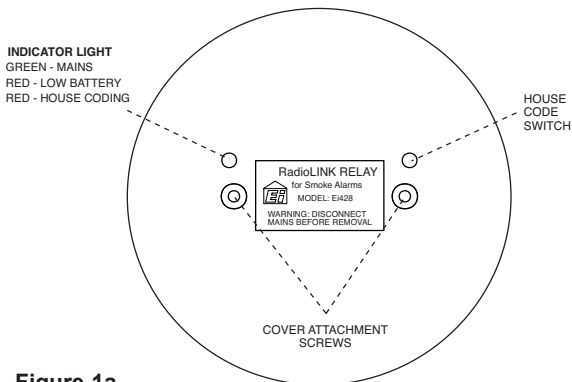 INDICATOR LIGHT
GREEN - MAINS
RED - LOW BATTERY
RED - HOUSE CODING
HOUSE
CODE
SWITCH
RadioLINK RELAY
for Smoke Alarms
Ei
MODEL: Ei428
WARNING: DISCONNECT
MAINS BEFORE REMOVAL
COVER ATTACHMENT
SCREWS
Figure 1a